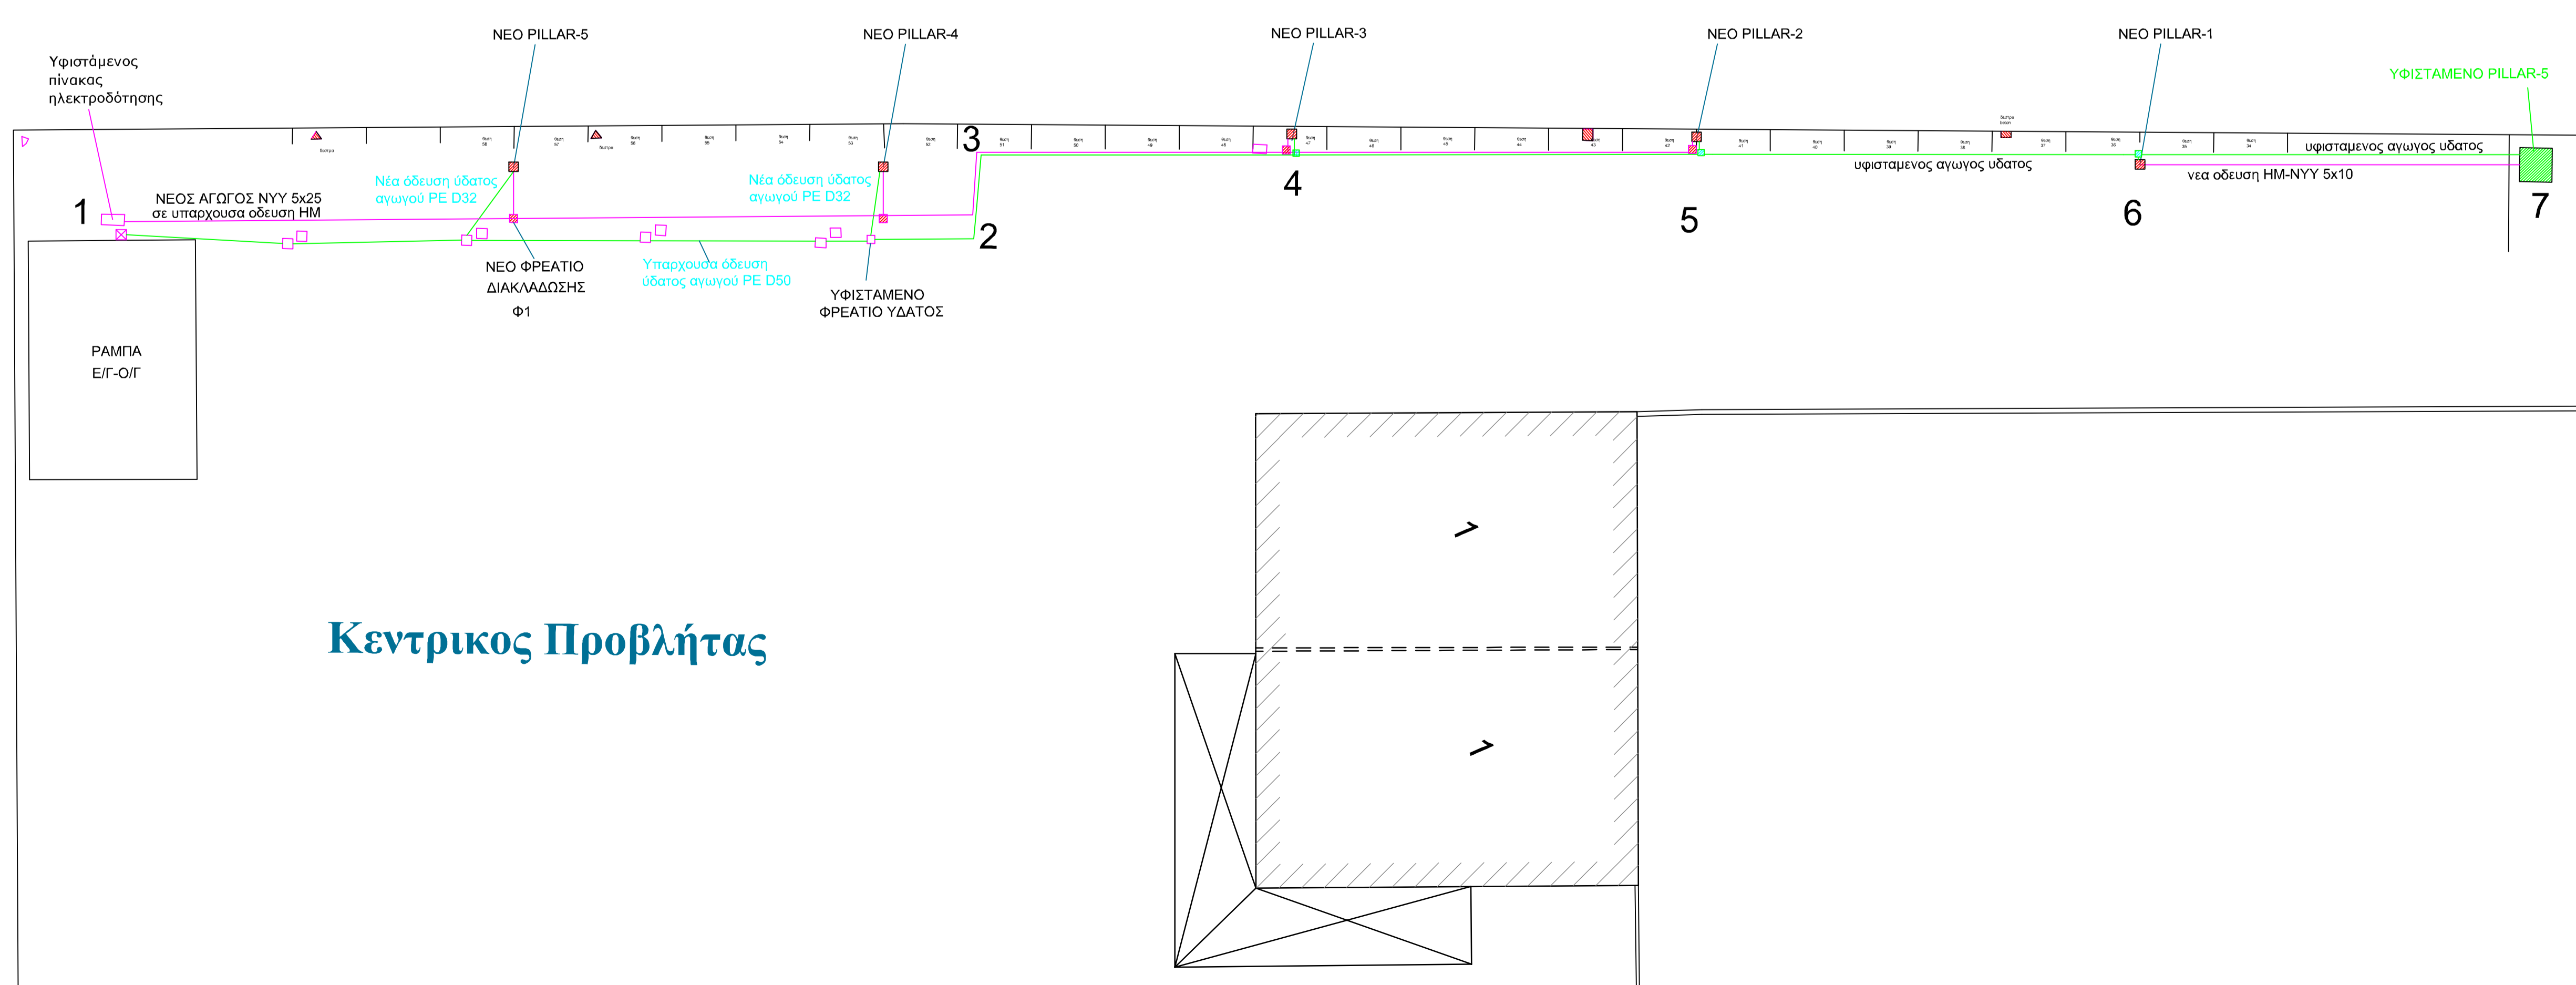 ΝΕΟ PILLAR-5
ΝΕΟ PILLAR-4
ΝΕΟ PILLAR-3
ΝΕΟ PILLAR-2
ΝΕΟ PILLAR-1
Υφιστάμενος
πίνακας
ηλεκτροδότησης
ΥΦΙΣΤΑΜΕΝΟ PILLAR-5
3
υφισταμενος αγωγος υδατος
υφισταμενος αγωγος υδατος
νεα οδευση ΗΜ-ΝΥΥ 5x10
Νέα όδευση ύδατος
αγωγού PE D32
Νέα όδευση ύδατος
αγωγού PE D32
ΝΕΟΣ ΑΓΩΓΟΣ ΝΥΥ 5x25
σε υπαρχουσα οδευση ΗΜ
1
2
4
5
6
7
ΝΕΟ ΦΡΕΑΤΙΟ
ΔΙΑΚΛΑΔΩΣΗΣ
Φ1
Υπαρχουσα όδευση
ύδατος αγωγού PE D50
ΥΦΙΣΤΑΜΕΝΟ
ΦΡΕΑΤΙΟ ΥΔΑΤΟΣ
ΡΑΜΠΑ
Ε/Γ-Ο/Γ
Κεντρικος Προβλήτας